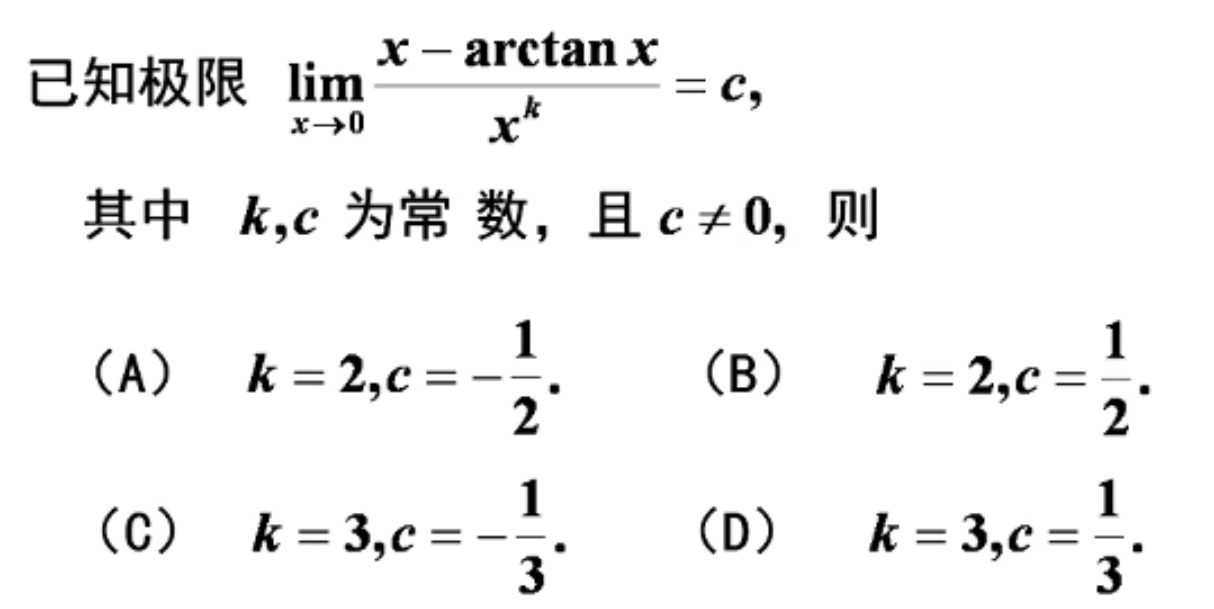 已知极限 $\lim_{x \to 0} \frac{x - \arctan x}{x^k} = c,$
其中 $k, c$ 为常 数，且 $c \neq 0,$ 则
（A） $k = 2, c = -\frac{1}{2}.$ （B） $k = 2, c = \frac{1}{2}.$
（C） $k = 3, c = -\frac{1}{3}.$ （D） $k = 3, c = \frac{1}{3}.$